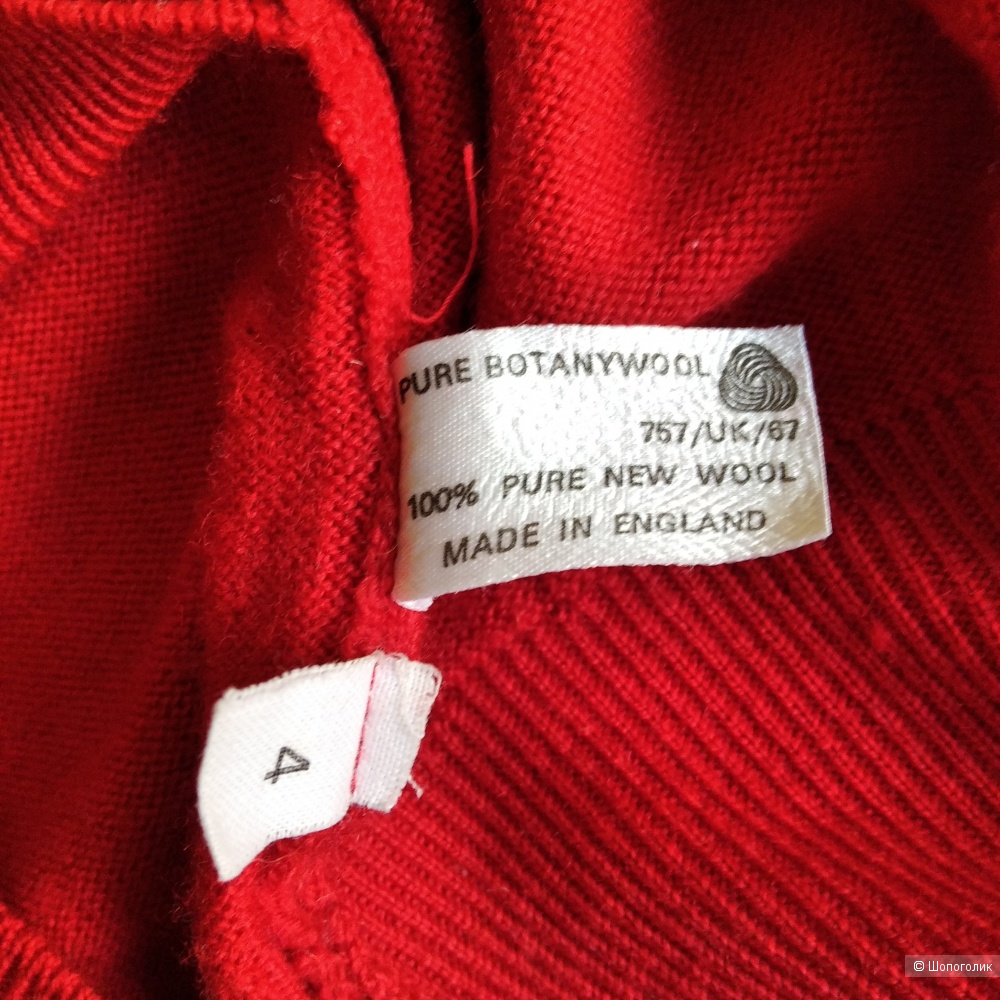 PURE BOTANYWOOL
757/UK/67
100% PURE NEW WOOL
MADE IN ENGLAND
4
© Шопоголик